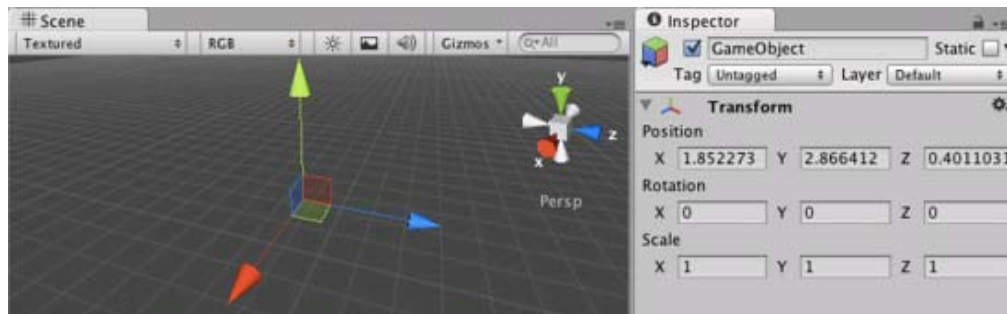 Scene
Textured RGB Gizmos All
y
z
x
Persp
Inspector
GameObject Static
Tag Untagged Layer Default
Transform
Position
X 1.852273 Y 2.866412 Z 0.4011031
Rotation
X 0 Y 0 Z 0
Scale
X 1 Y 1 Z 1